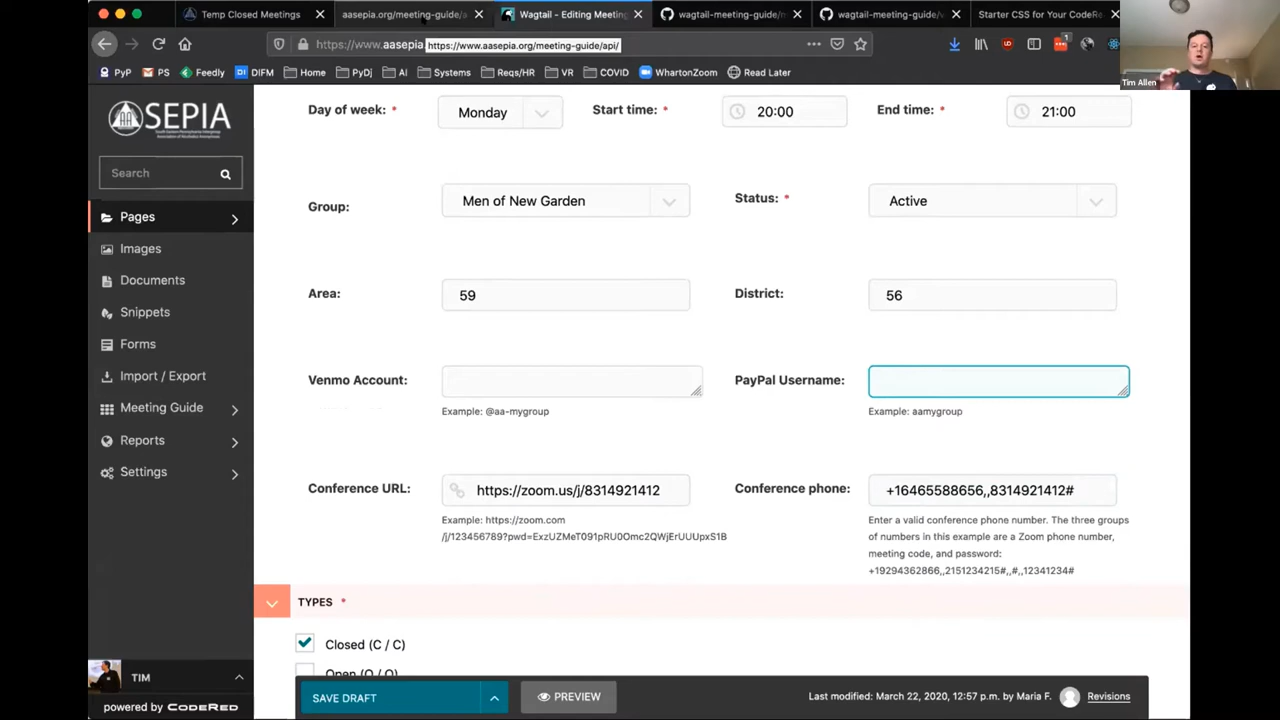 Temp Closed Meetings
aasepia.org/meeting-guide/a
Wagtail - Editing Meeting
wagtail-meeting-guide/m
wagtail-meeting-guide/v
Starter CSS for Your CodeRe
https://www.aasepia
https://www.aasepia.org/meeting-guide/api/
PyP
PS
Feedly
DI
DIFM
Home
PyDj
AI
Systems
Reqs/HR
VR
COVID
WhartonZoom
Read Later
1
Tim Allen
SEPIA
Search
Pages
Images
Documents
Snippets
Forms
Import / Export
Meeting Guide
Reports
Settings
TIM
powered by CODERED
Day of week: *
Monday
Start time: *
20:00
End time: *
21:00
Group:
Men of New Garden
Status: *
Active
Area:
59
District:
56
Venmo Account:
Example: @aa-mygroup
PayPal Username:
Example: aamygroup
Conference URL:
https://zoom.us/j/8314921412
Example: https://zoom.com
/j/123456789?pwd=ExzUZMeT091pRU0Omc2QWjErUUUpxS1B
Conference phone:
+16465588656,,8314921412#
Enter a valid conference phone number. The three groups
of numbers in this example are a Zoom phone number,
meeting code, and password:
+19294362866,,2151234215#,,#,,12341234#
TYPES *
Closed (C / C)
Open (O / O)
SAVE DRAFT
PREVIEW
Last modified: March 22, 2020, 12:57 p.m. by Maria F.
Revisions